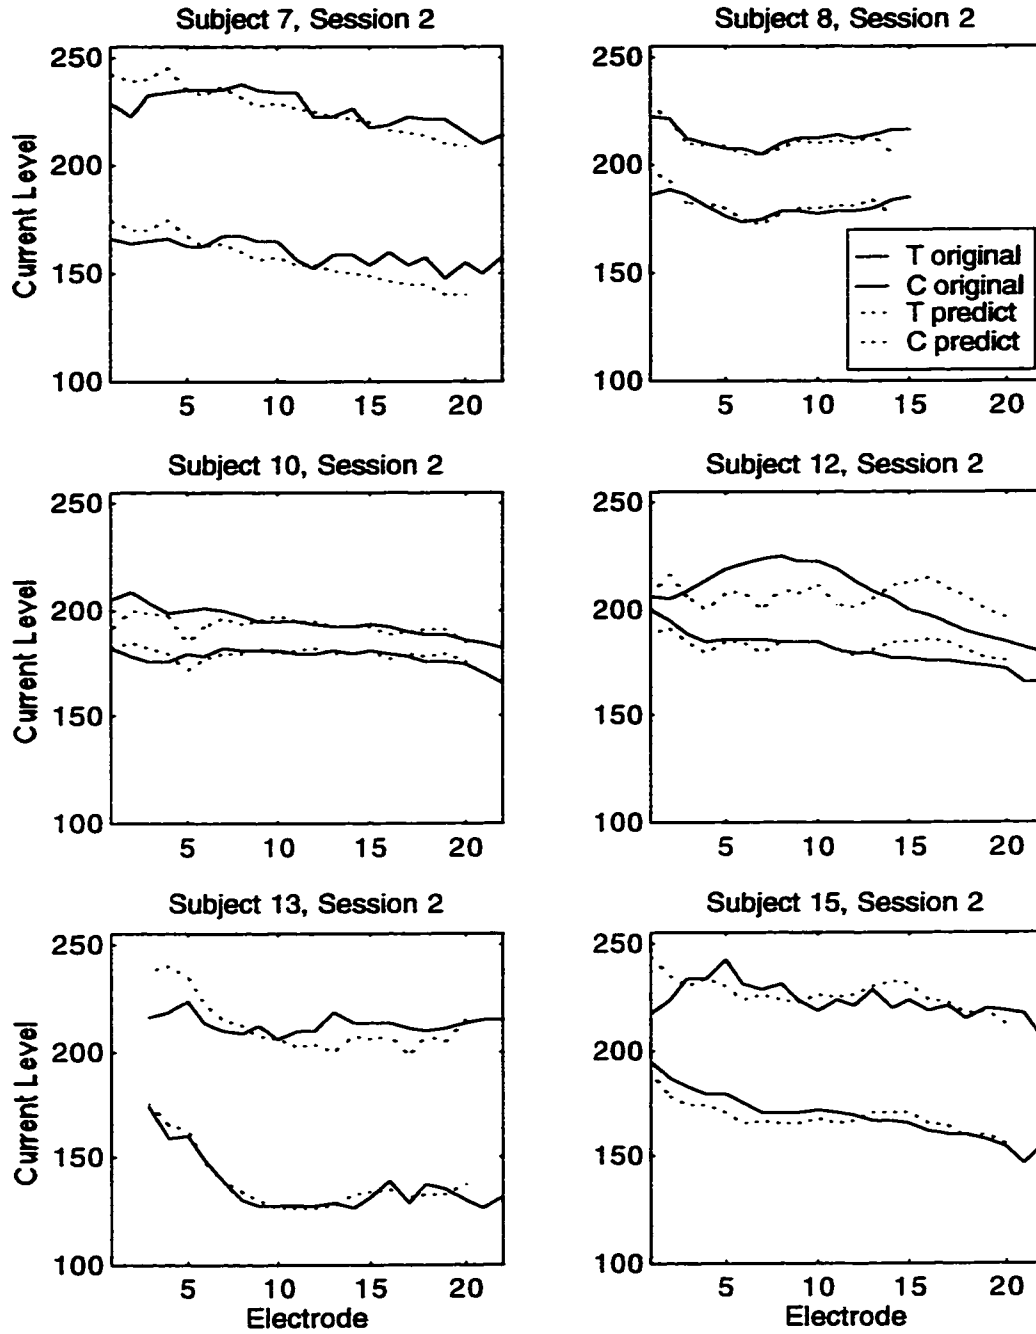 Subject 7, Session 2
Subject 8, Session 2
250
200
150
100
Current Level
5 10 15 20
250
200
150
100
T original
C original
T predict
C predict
5 10 15 20
Subject 10, Session 2
Subject 12, Session 2
250
200
150
100
Current Level
5 10 15 20
250
200
150
100
5 10 15 20
Subject 13, Session 2
Subject 15, Session 2
250
200
150
100
Current Level
5 10 15 20
Electrode
250
200
150
100
5 10 15 20
Electrode